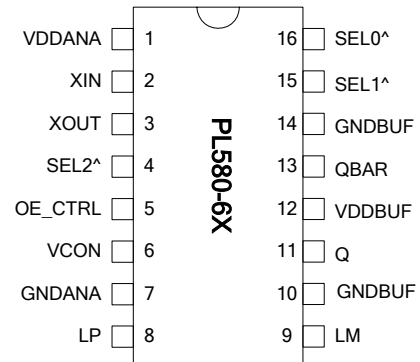 VDDANA 1 16 SEL0^
XIN 2 15 SEL1^
XOUT 3 14 GNDBUF
SEL2^ 4 13 QBAR
OE_CTRL 5 12 VDDBUF
VCON 6 11 Q
GNDANA 7 10 GNDBUF
LP 8 9 LM
PL580-6X